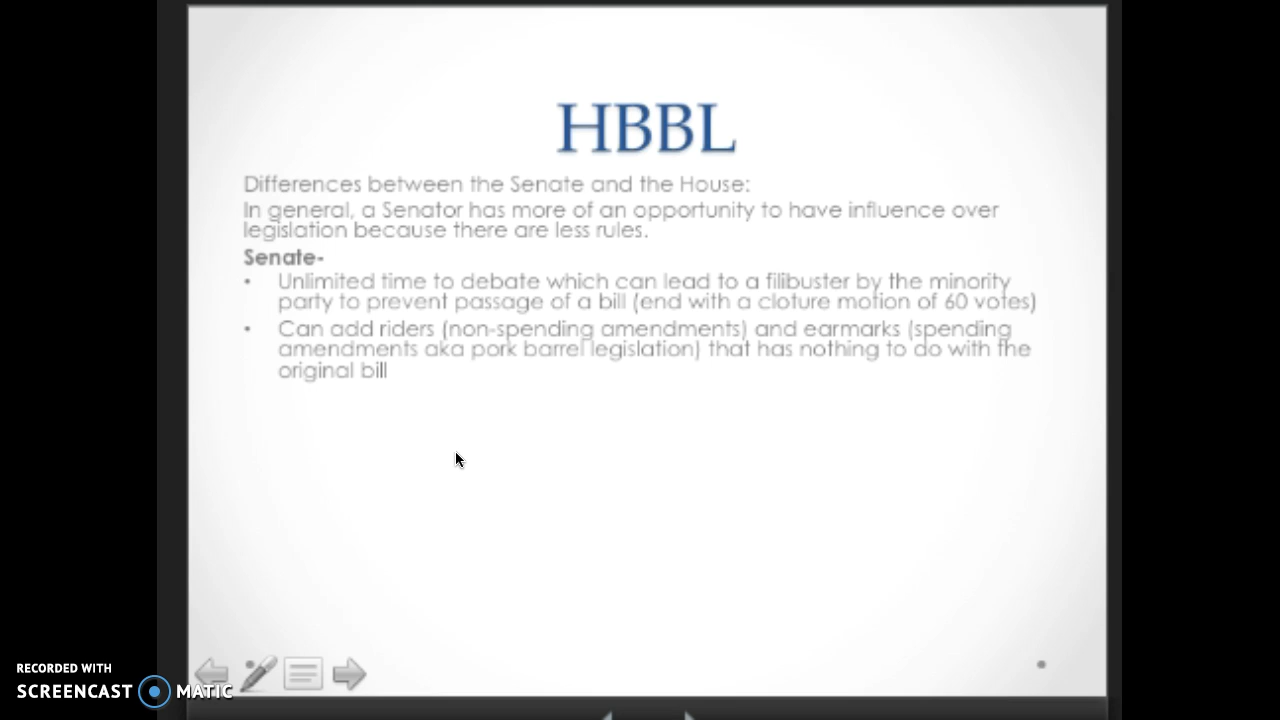 HBBL
Differences between the Senate and the House:
In general, a Senator has more of an opportunity to have influence over
legislation because there are less rules.
Senate-
• Unlimited time to debate which can lead to a filibuster by the minority
party to prevent passage of a bill (end with a cloture motion of 60 votes)
• Can add riders (non-spending amendments) and earmarks (spending
amendments aka pork barrel legislation) that has nothing to do with the
original bill
RECORDED WITH
SCREENCAST MATIC